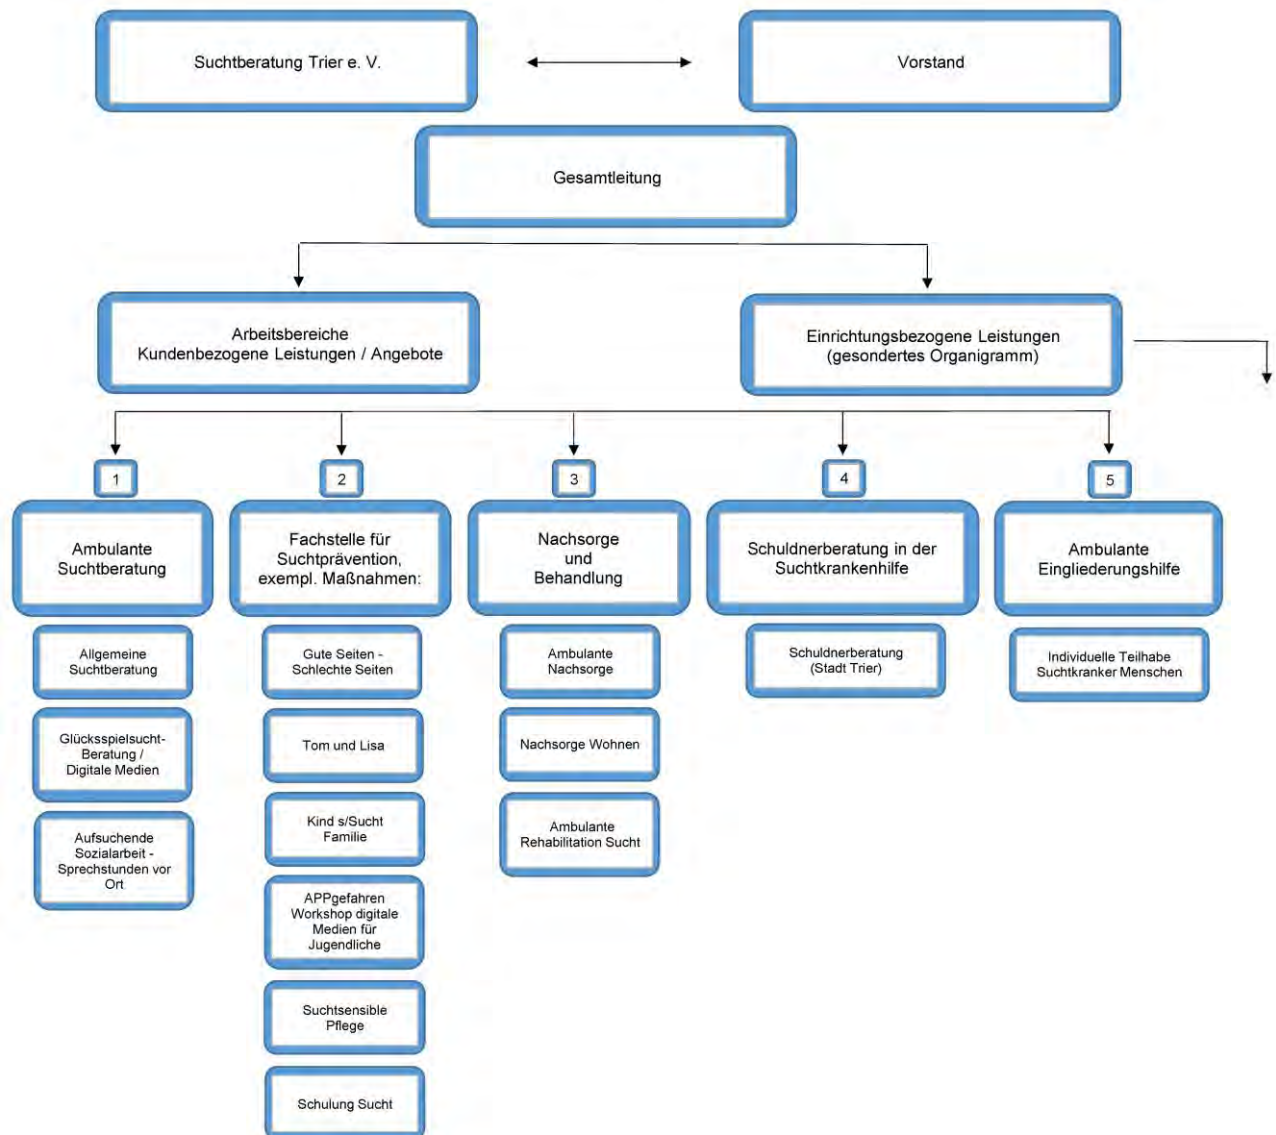 Suchtberatung Trier e. V.
Vorstand
Gesamtleitung
Arbeitsbereiche
Kundenbezogene Leistungen / Angebote
Einrichtungsbezogene Leistungen
(gesondertes Organigramm)
1
Ambulante
Suchtberatung
Allgemeine
Suchtberatung
Glücksspielsucht-
Beratung /
Digitale Medien
Aufsuchende
Sozialarbeit -
Sprechstunden vor
Ort
2
Fachstelle für
Suchtprävention,
exempl. Maßnahmen:
Gute Seiten -
Schlechte Seiten
Tom und Lisa
Kind s/Sucht
Familie
APPgefahren
Workshop digitale
Medien für
Jugendliche
Suchtsensible
Pflege
Schulung Sucht
3
Nachsorge
und
Behandlung
Ambulante
Nachsorge
Nachsorge Wohnen
Ambulante
Rehabilitation Sucht
4
Schuldnerberatung in der
Suchtkrankenhilfe
Schuldnerberatung
(Stadt Trier)
5
Ambulante
Eingliederungshilfe
Individuelle Teilhabe
Suchtkranker Menschen